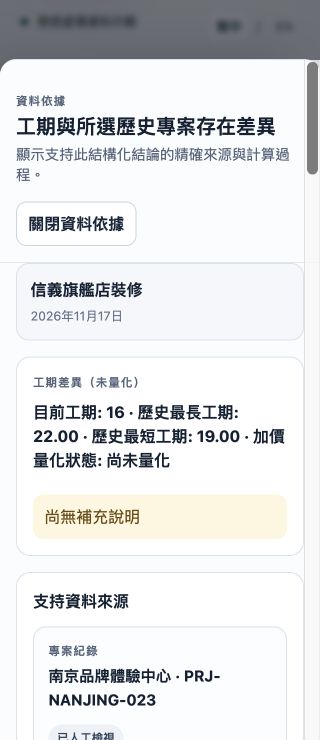 資料依據
工期與所選歷史專案存在差異
顯示支持此結構化結論的精確來源與計算過
程。
關閉資料依據
信義旗艦店裝修
2026年11月17日
工期差異（未量化）
目前工期: 16 · 歷史最長工期:
22.00 · 歷史最短工期: 19.00 · 加價
量化狀態: 尚未量化
尚無補充說明
支持資料來源
專案紀錄
南京品牌體驗中心 · PRJ-
NANJING-023
已人工檢視